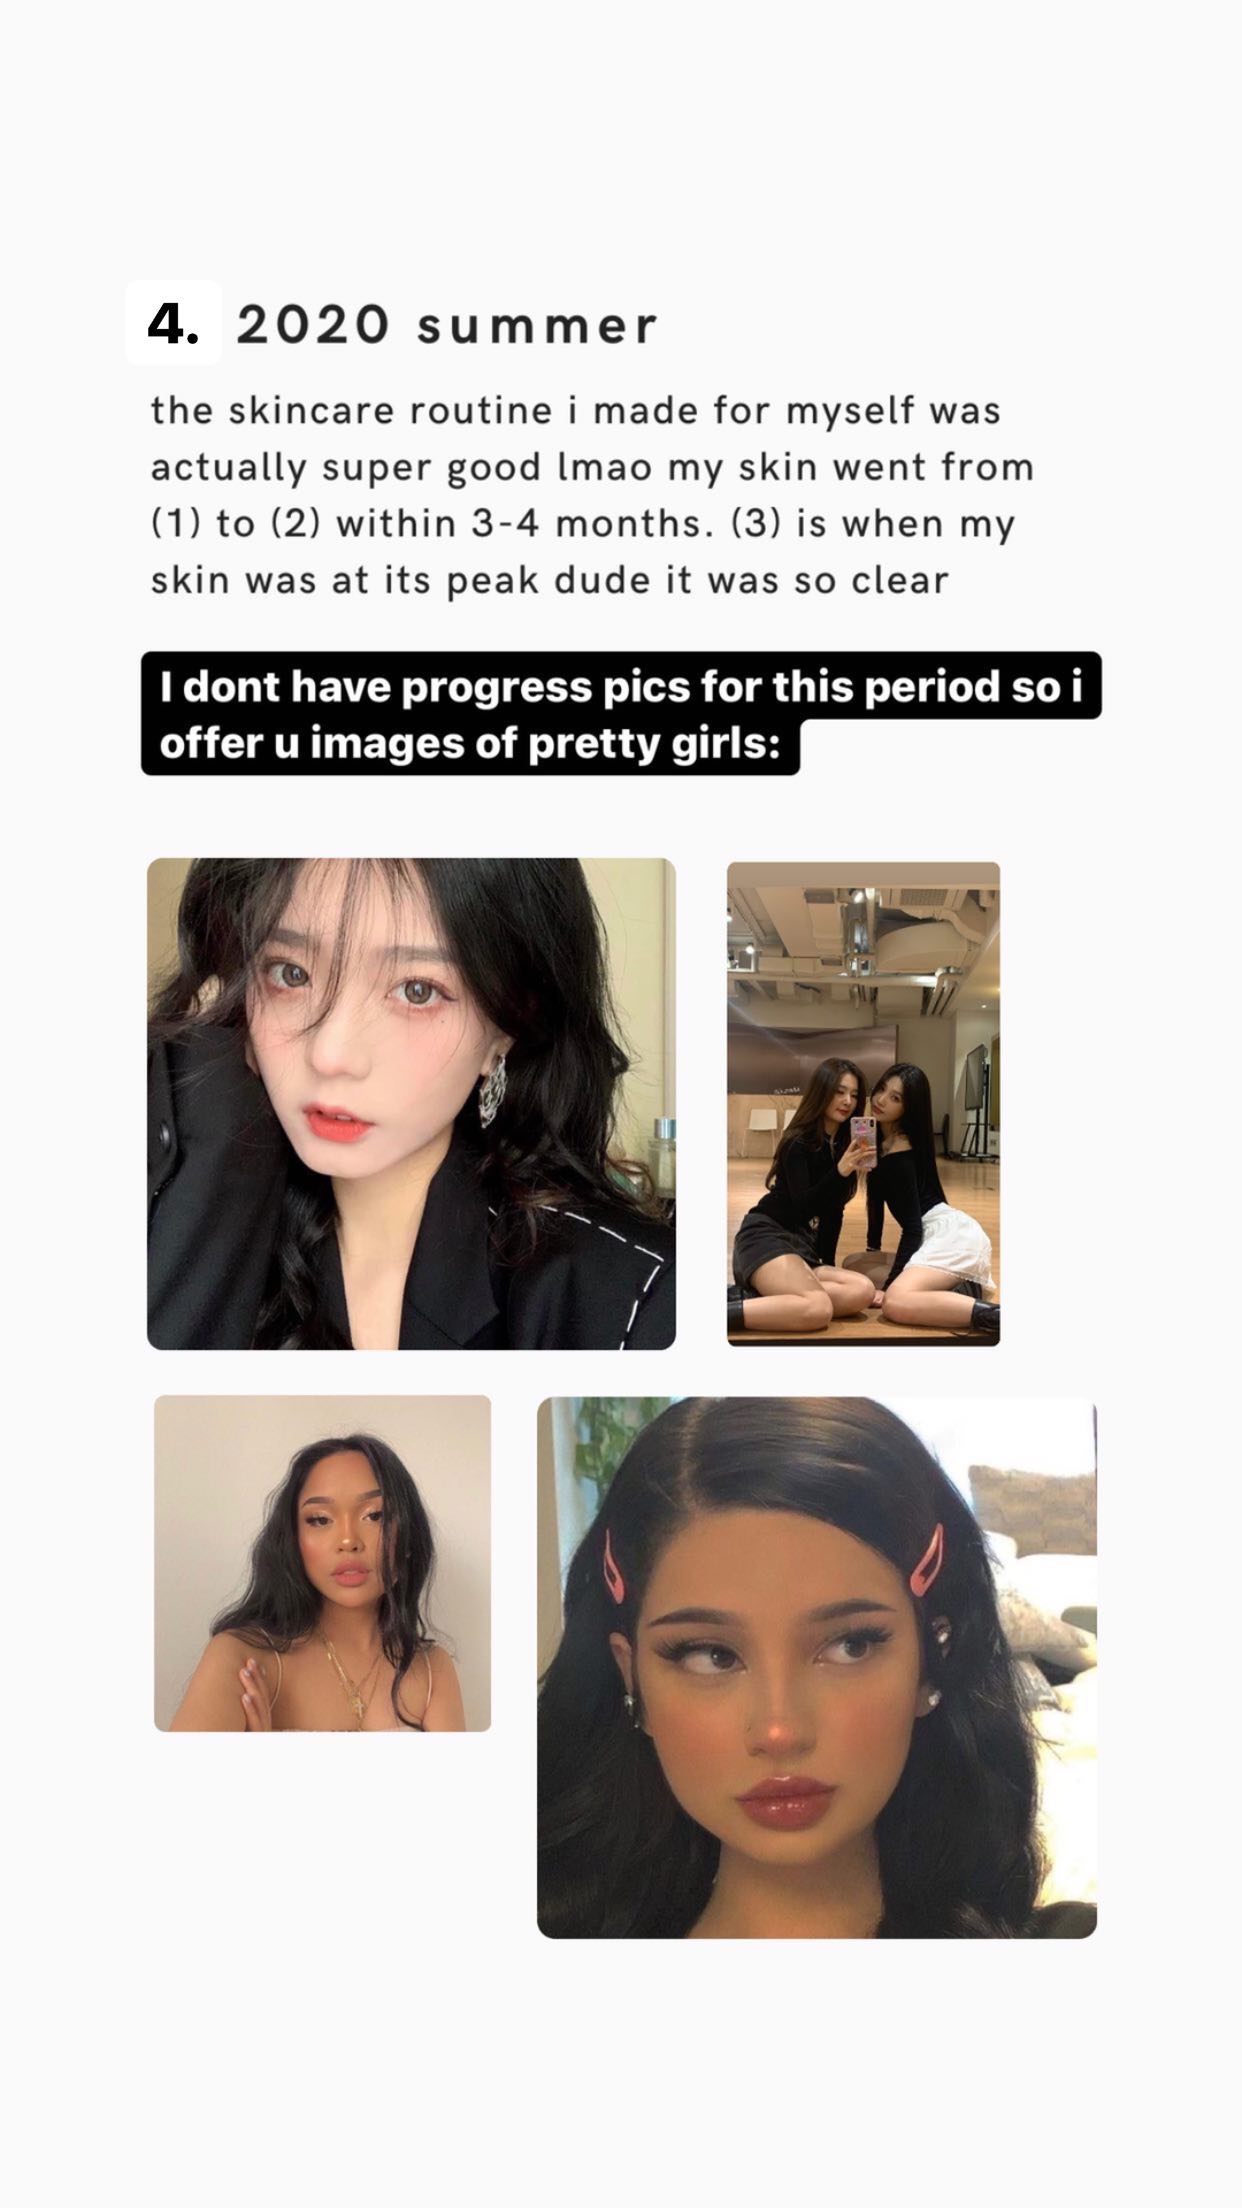 4. 2020 summer
the skincare routine i made for myself was
actually super good lmao my skin went from
(1) to (2) within 3-4 months. (3) is when my
skin was at its peak dude it was so clear
I dont have progress pics for this period so i
offer u images of pretty girls: